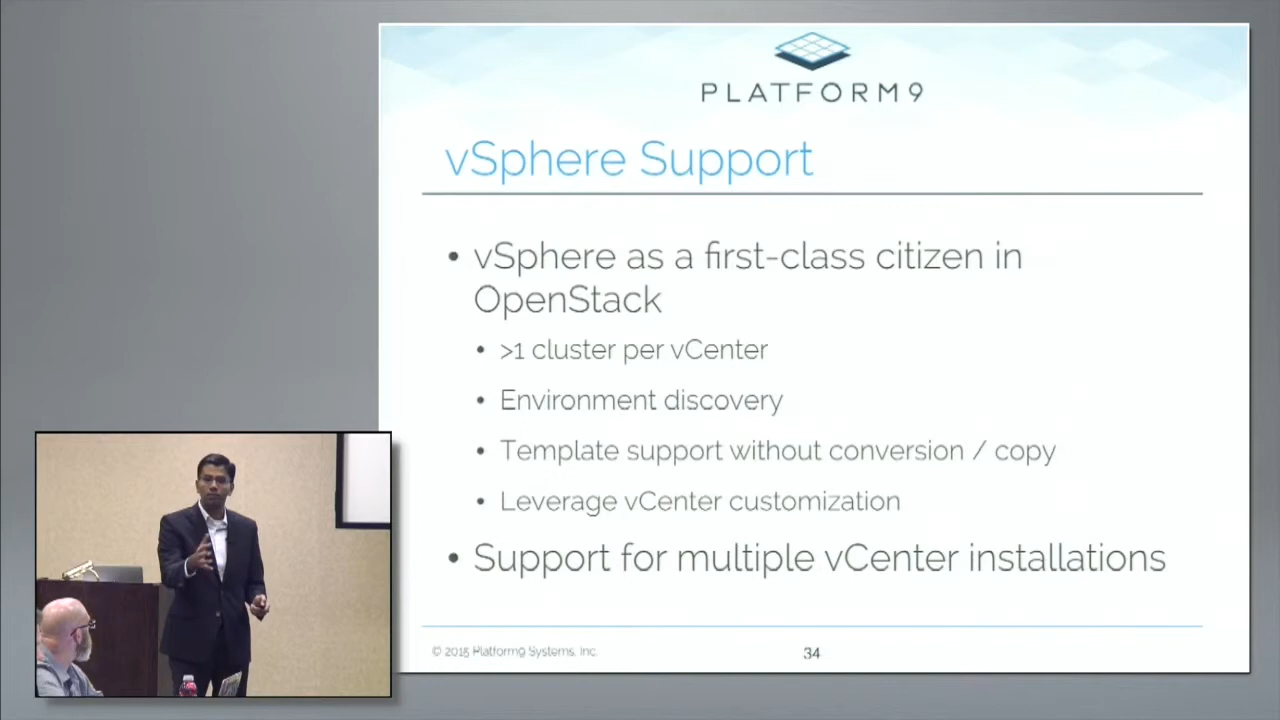 PLATFORM9
vSphere Support
• vSphere as a first-class citizen in
OpenStack
• >1 cluster per vCenter
• Environment discovery
• Template support without conversion / copy
• Leverage vCenter customization
• Support for multiple vCenter installations
© 2015 Platform9 Systems, Inc.
34